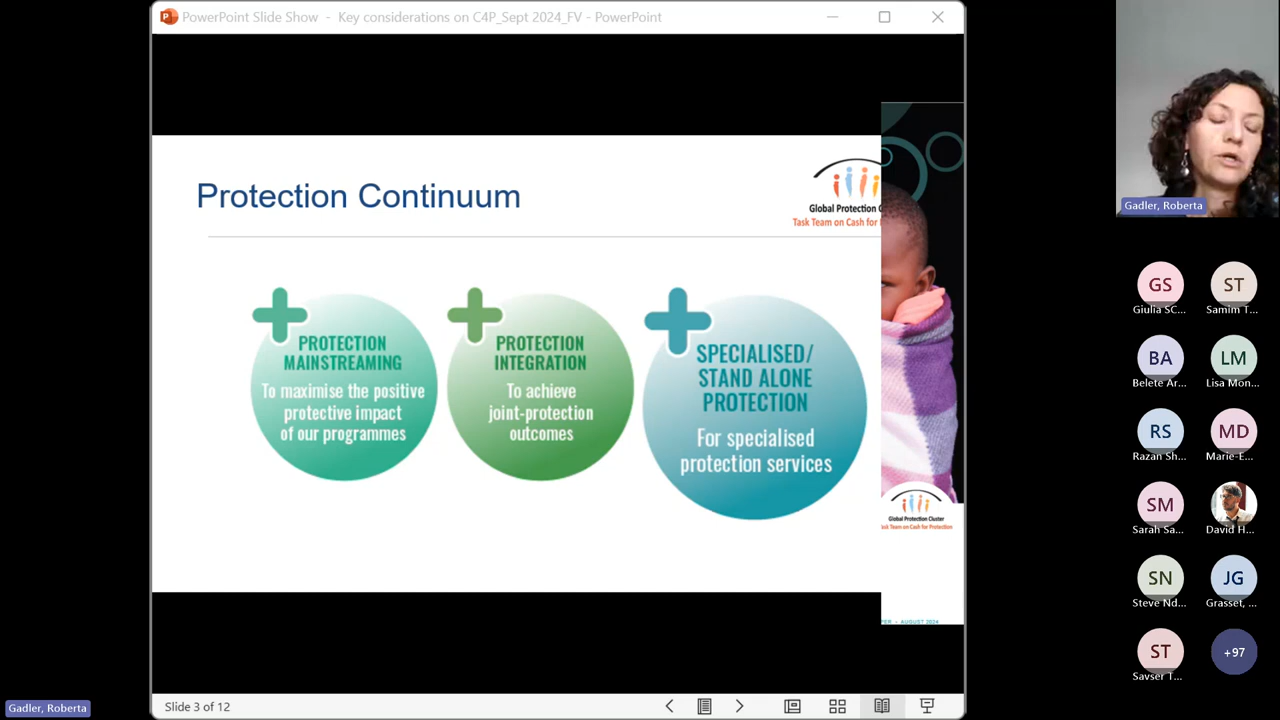 PowerPoint Slide Show - Key considerations on C4P_Sept 2024_FV - PowerPoint
Protection Continuum
Global Protection C
Task Team on Cash for
PROTECTION
MAINSTREAMING
To maximise the positive
protective impact
of our programmes
PROTECTION
INTEGRATION
To achieve
joint-protection
outcomes
SPECIALISED/
STAND ALONE
PROTECTION
For specialised
protection services
Global Protection Cluster
Task Team on Cash for Protection
PER - AUGUST 2024
Slide 3 of 12
Gadler, Roberta
Gadler, Roberta
GS
Giulia SC...
ST
Samim T...
BA
Belete Ar...
LM
Lisa Mon...
RS
Razan Sh...
MD
Marie-E...
SM
Sarah Sa...
David H...
SN
Steve Nd...
JG
Grasset, ...
ST
Savser T...
+97